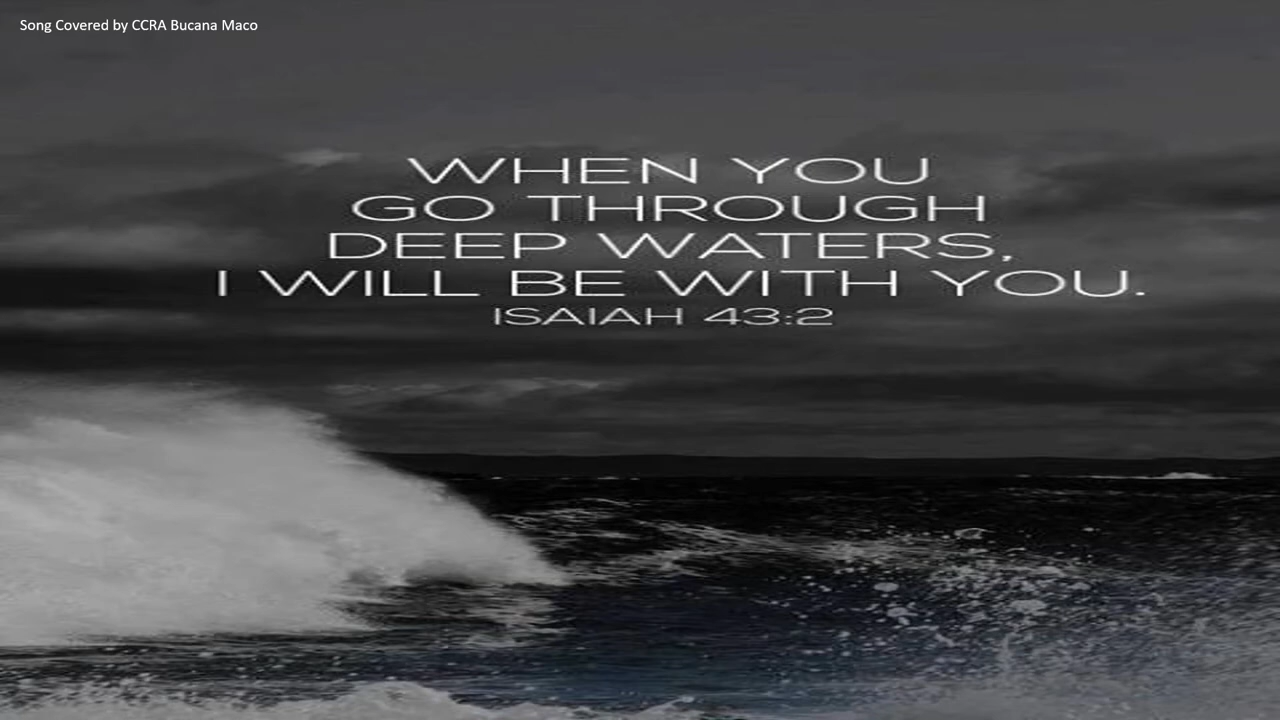 Song Covered by CCRA Bucana Maco
WHEN YOU
GO THROUGH
DEEP WATERS,
I WILL BE WITH YOU.
ISAIAH 43:2